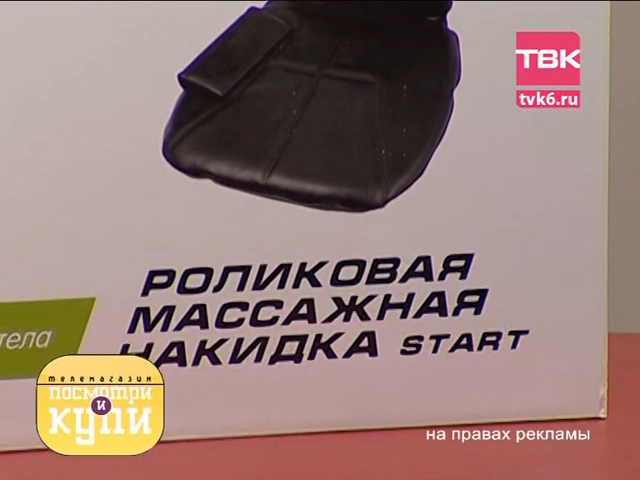 ТВК
tvk6.ru
РОЛИКОВАЯ
МАССАЖНАЯ
НАКИДКА START
тела
телемагазин
посмотри
и
купи
на правах рекламы